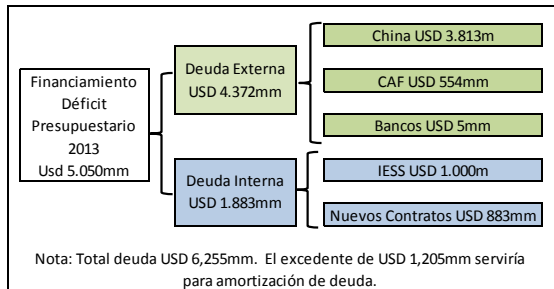 Financiamiento
Déficit
Presupuestario
2013
Usd 5.050mm
Deuda Externa
USD 4.372mm
China USD 3.813m
CAF USD 554mm
Bancos USD 5mm
Deuda Interna
USD 1.883mm
IESS USD 1.000m
Nuevos Contratos USD 883mm
Nota: Total deuda USD 6,255mm. El excedente de USD 1,205mm serviría
para amortización de deuda.